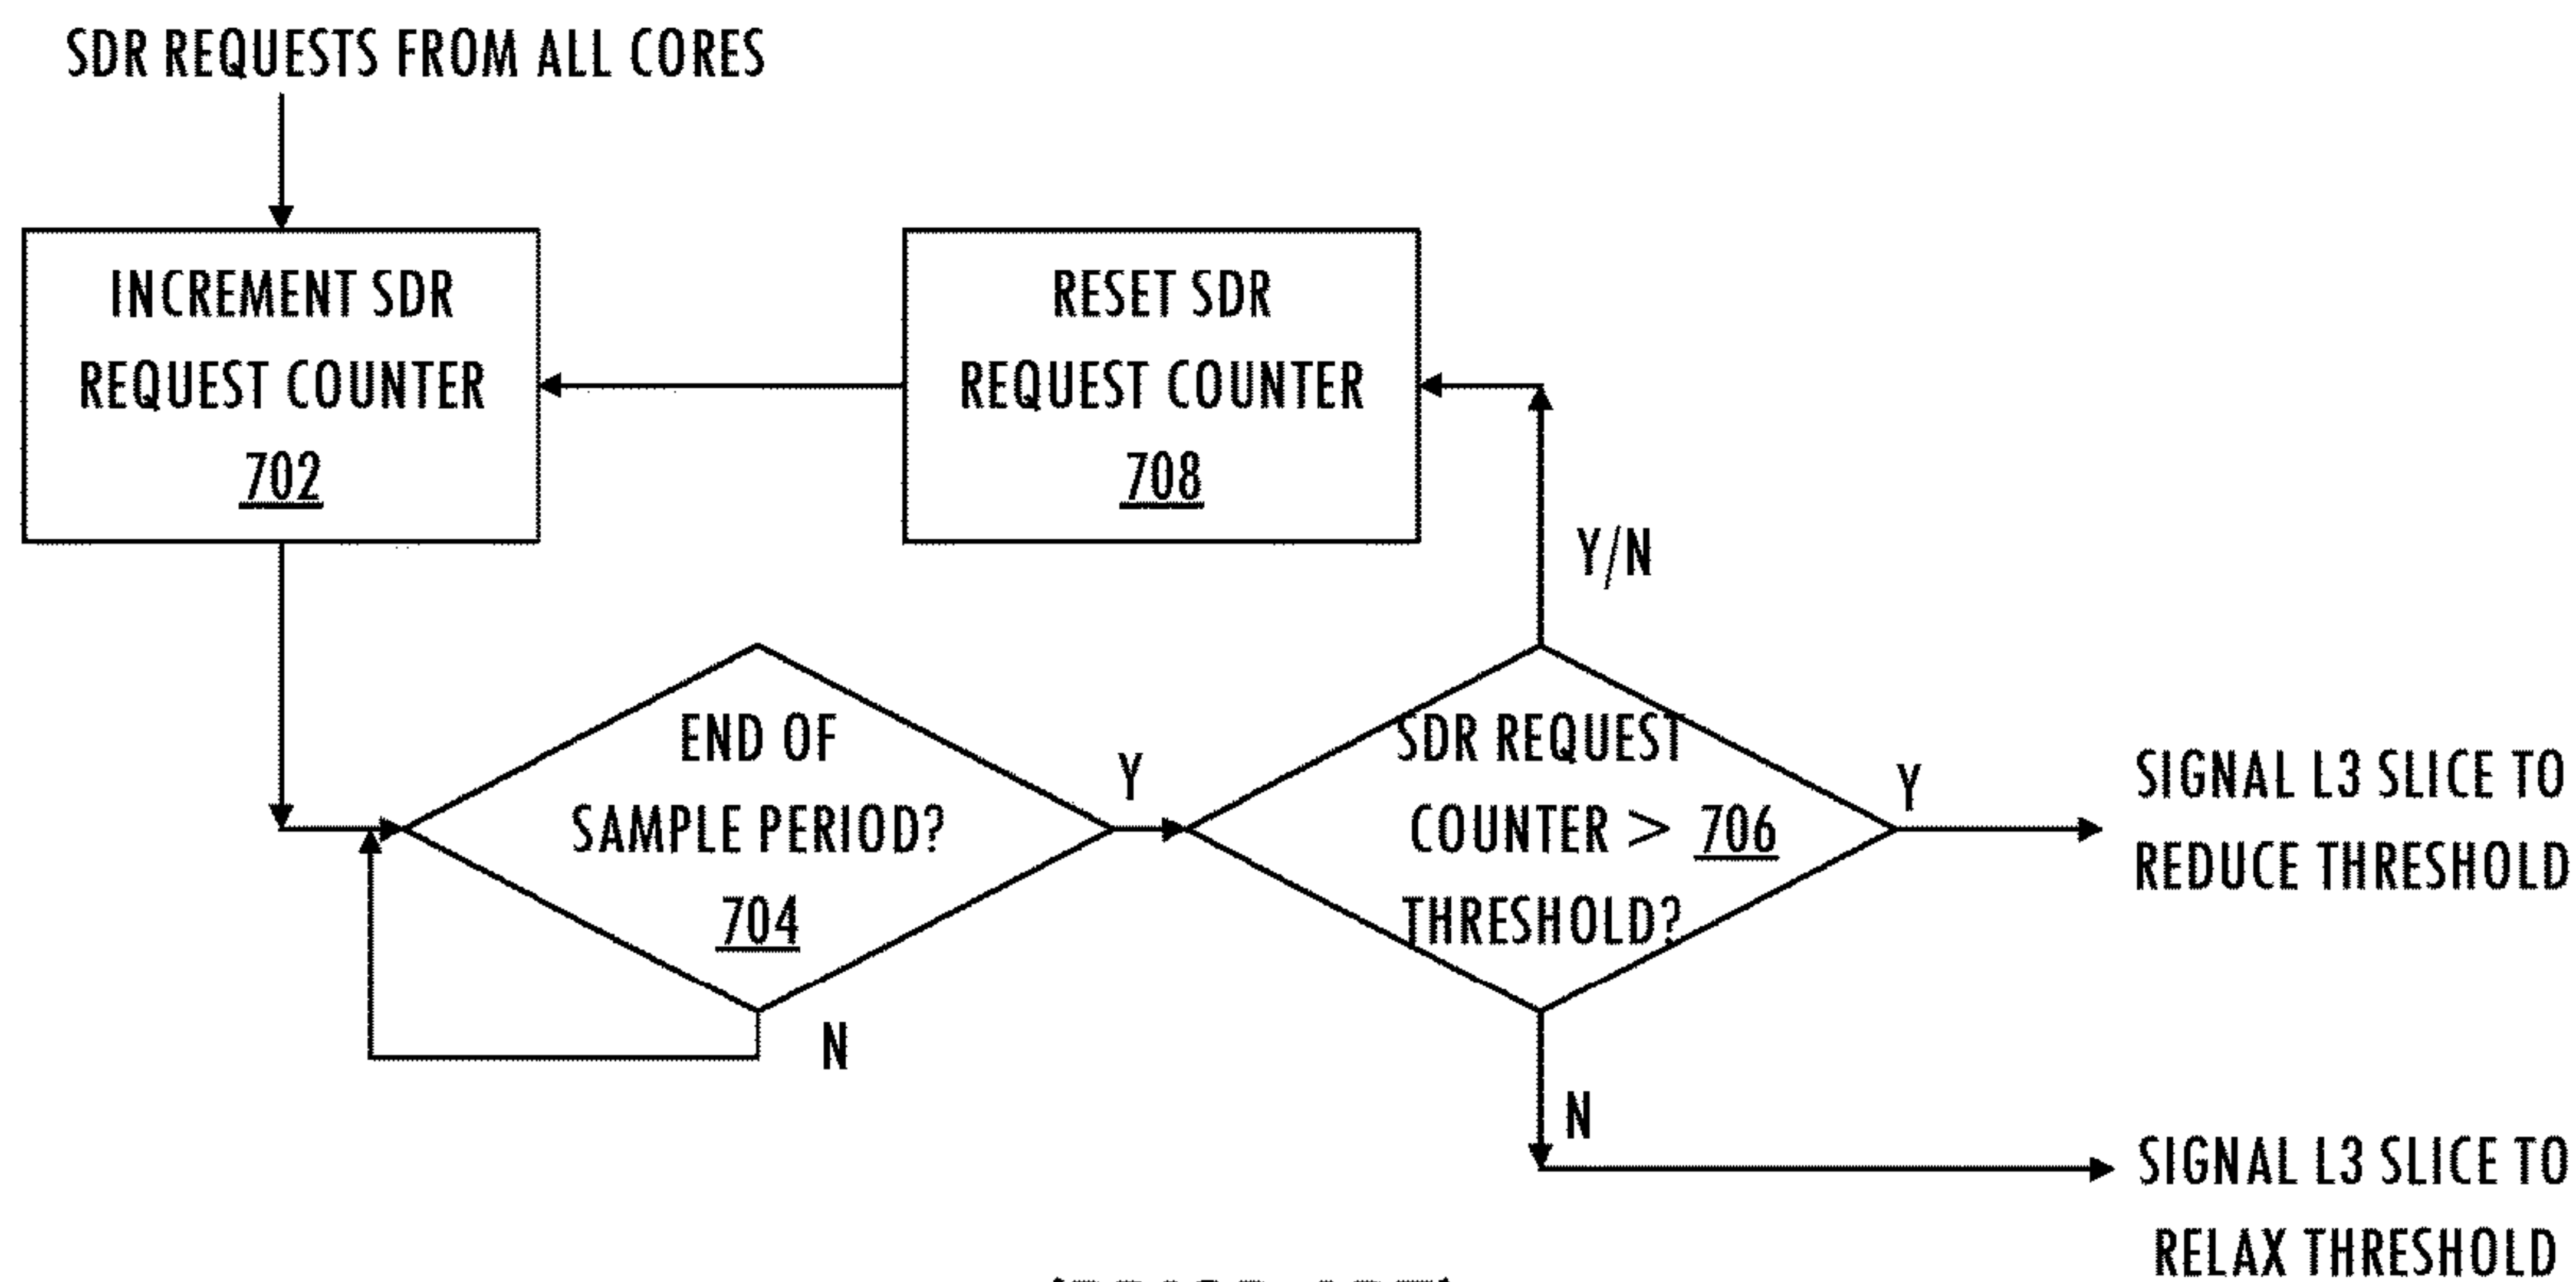 SDR REQUESTS FROM ALL CORES
INCREMENT SDR
REQUEST COUNTER
702
RESET SDR
REQUEST COUNTER
708
Y/N
END OF
SAMPLE PERIOD?
704
Y
N
SDR REQUEST
COUNTER > 706
THRESHOLD?
Y
N
SIGNAL L3 SLICE TO
REDUCE THRESHOLD
SIGNAL L3 SLICE TO
RELAX THRESHOLD